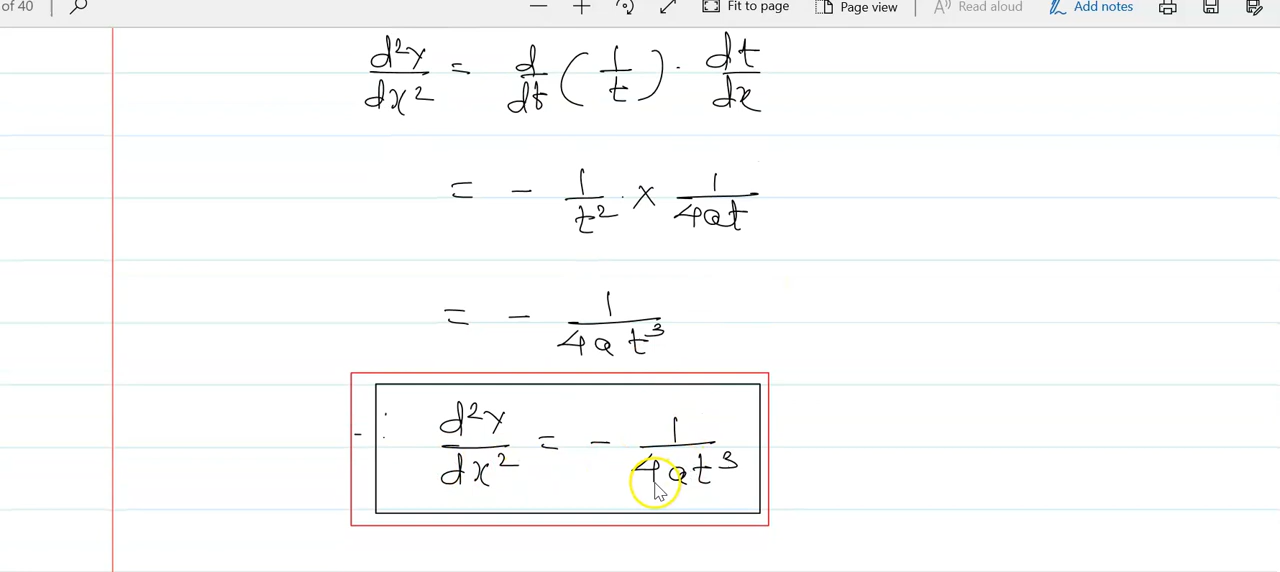 of 40 Fit to page Page view Read aloud Add notes
d²y/dx² = d/dt (1/t) · dt/dx
= - 1/t² · × 1/4at
= - 1/4at³
d²y/dx² = - 1/4at³